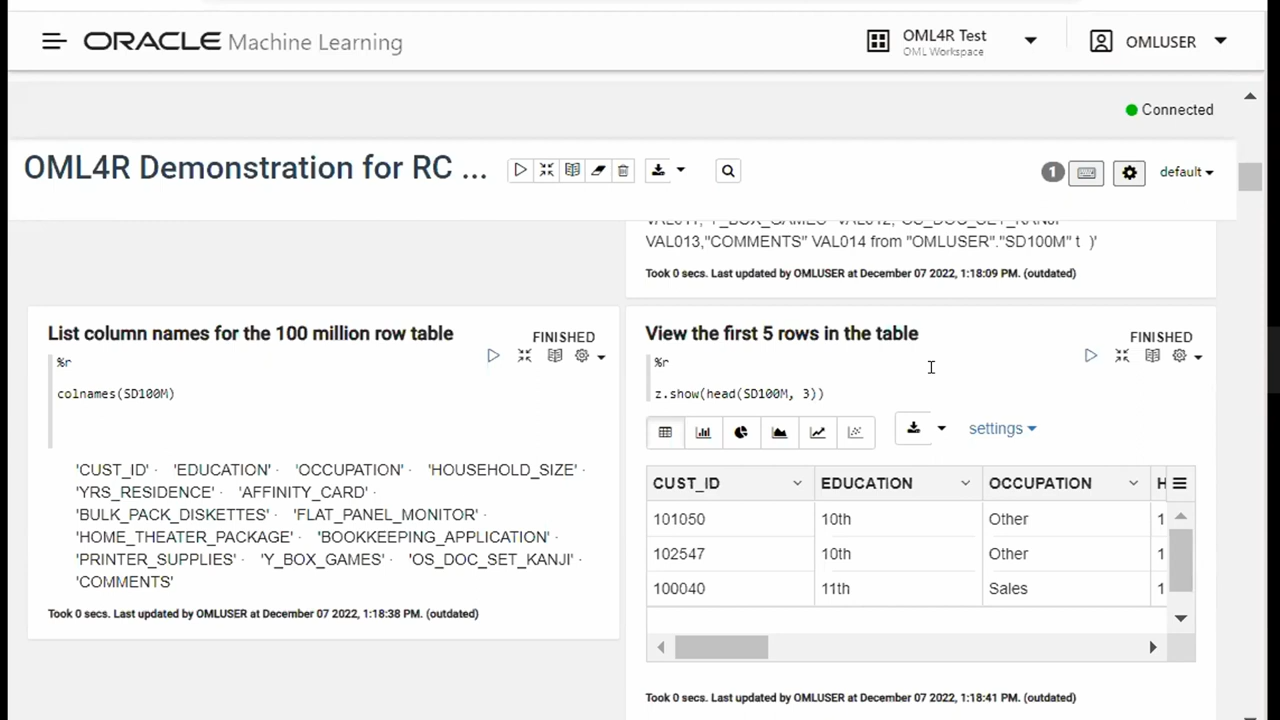 ORACLE Machine Learning
OML4R Test
OML Workspace
OMLUSER
Connected
OML4R Demonstration for RC ...
1
default
VAL013,"COMMENTS" VAL014 from "OMLUSER"."SD100M" t )'
Took 0 secs. Last updated by OMLUSER at December 07 2022, 1:18:09 PM. (outdated)
List column names for the 100 million row table
FINISHED
%r
colnames(SD100M)
'CUST_ID' · 'EDUCATION' · 'OCCUPATION' · 'HOUSEHOLD_SIZE' ·
'YRS_RESIDENCE' · 'AFFINITY_CARD' ·
'BULK_PACK_DISKETTES' · 'FLAT_PANEL_MONITOR' ·
'HOME_THEATER_PACKAGE' · 'BOOKKEEPING_APPLICATION' ·
'PRINTER_SUPPLIES' · 'Y_BOX_GAMES' · 'OS_DOC_SET_KANJI' ·
'COMMENTS'
Took 0 secs. Last updated by OMLUSER at December 07 2022, 1:18:38 PM. (outdated)
View the first 5 rows in the table
FINISHED
%r
z.show(head(SD100M, 3))
settings
CUST_ID EDUCATION OCCUPATION H
101050 10th Other 1
102547 10th Other 1
100040 11th Sales 1
Took 0 secs. Last updated by OMLUSER at December 07 2022, 1:18:41 PM. (outdated)